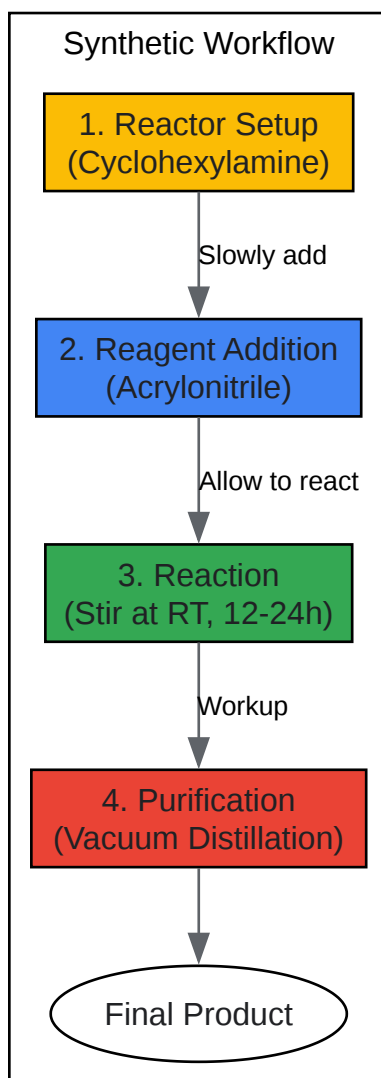 Synthetic Workflow
1. Reactor Setup
(Cyclohexylamine)
Slowly add
2. Reagent Addition
(Acrylonitrile)
Allow to react
3. Reaction
(Stir at RT, 12-24h)
Workup
4. Purification
(Vacuum Distillation)
Final Product